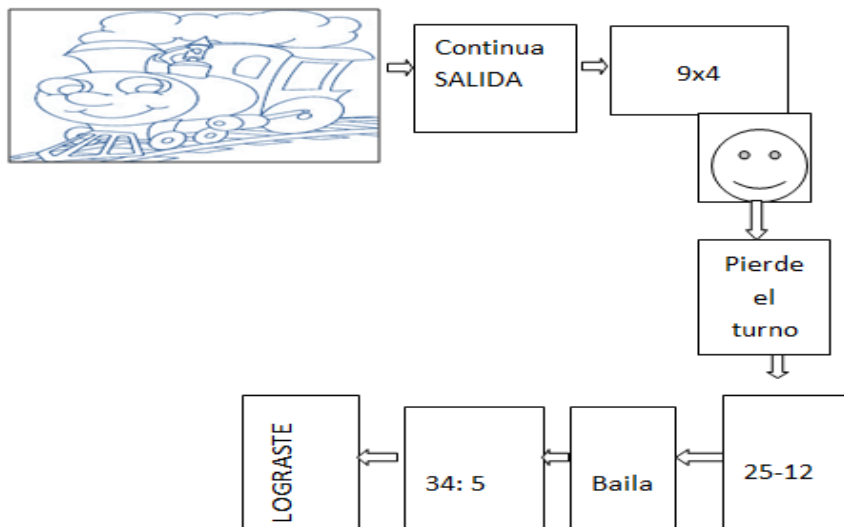 Continua
SALIDA
9x4
Pierde
el
turno
25-12
Baila
34: 5
LOGRASTE